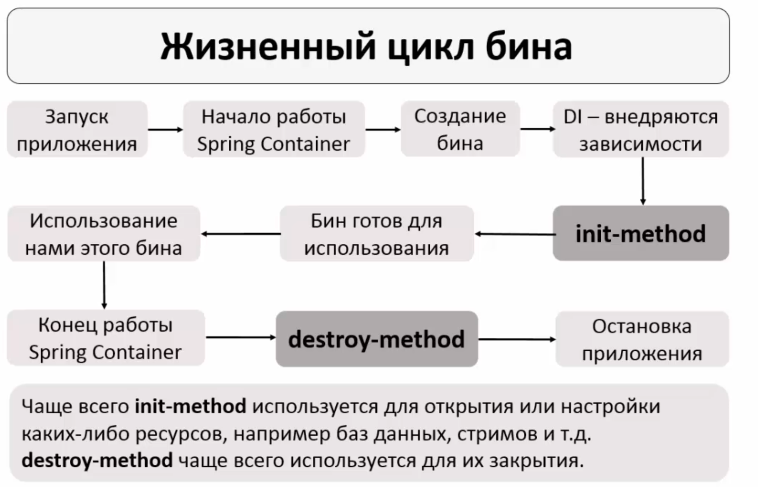 Жизненный цикл бина
Запуск
приложения
Начало работы
Spring Container
Создание
бина
DI – внедряются
зависимости
init-method
Бин готов для
использования
Использование
нами этого бина
Конец работы
Spring Container
destroy-method
Остановка
приложения
Чаще всего init-method используется для открытия или настройки
каких-либо ресурсов, например баз данных, стримов и т.д.
destroy-method чаще всего используется для их закрытия.